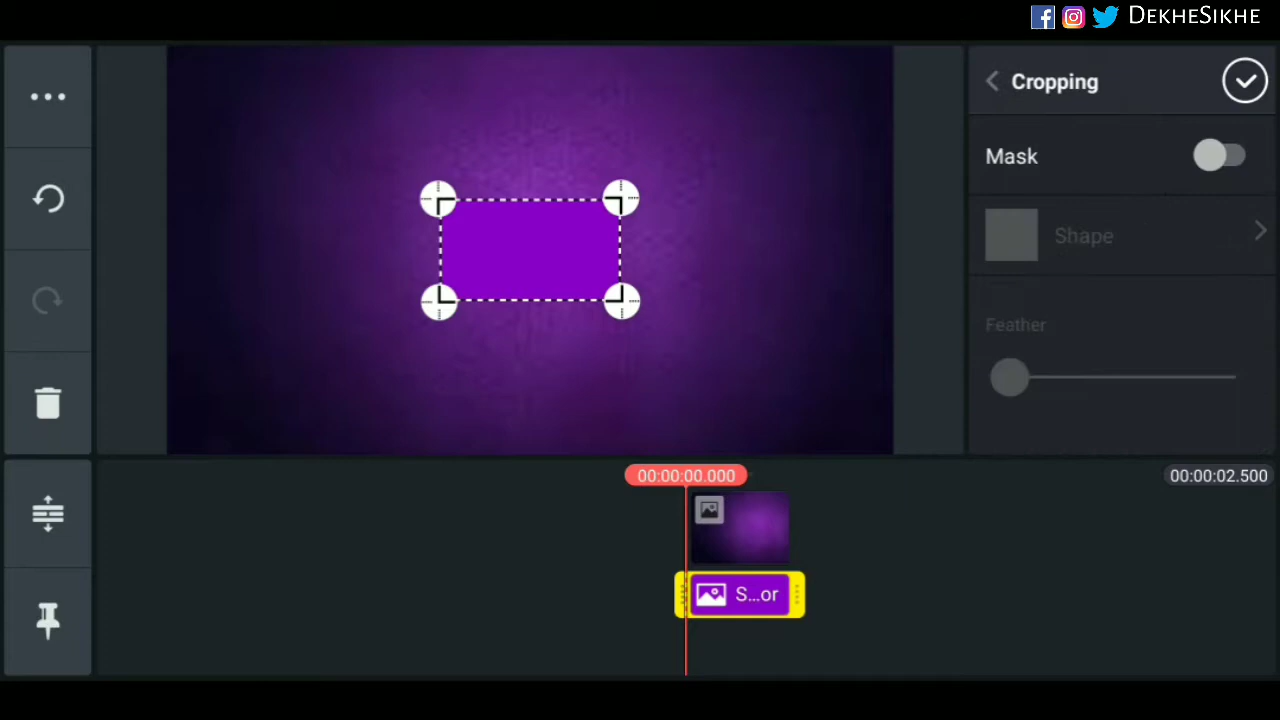 DEKHESIKHE
Cropping
Mask
Shape
Feather
00:00:00.000
00:00:02.500
S...or